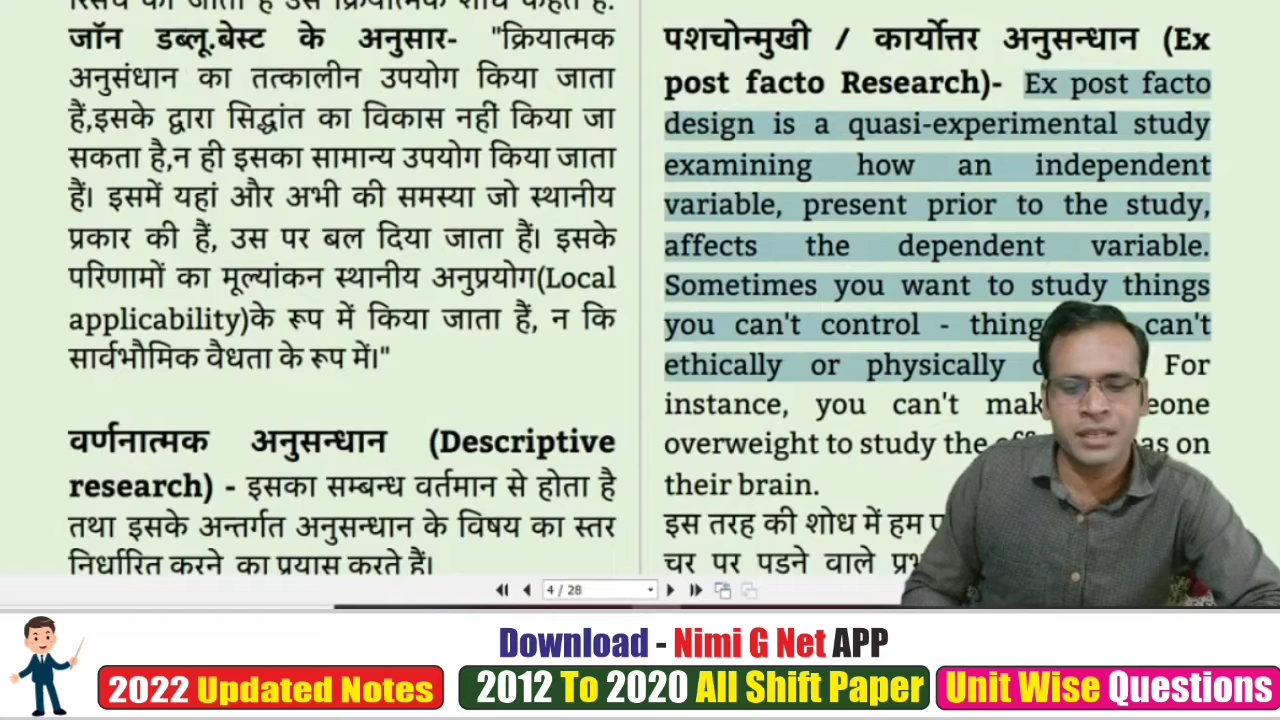 रिसर्च की जाती है उसे क्रियात्मक शोध कहते हैं.
जॉन डब्लू.बेस्ट के अनुसार- "क्रियात्मक
अनुसंधान का तत्कालीन उपयोग किया जाता
हैं,इसके द्वारा सिद्धांत का विकास नहीं किया जा
सकता है,न ही इसका सामान्य उपयोग किया जाता
हैं। इसमें यहां और अभी की समस्या जो स्थानीय
प्रकार की हैं, उस पर बल दिया जाता हैं। इसके
परिणामों का मूल्यांकन स्थानीय अनुप्रयोग(Local
applicability)के रूप में किया जाता हैं, न कि
सार्वभौमिक वैधता के रूप में।"
वर्णनात्मक अनुसन्धान (Descriptive
research) - इसका सम्बन्ध वर्तमान से होता है
तथा इसके अन्तर्गत अनुसन्धान के विषय का स्तर
निर्धारित करने का प्रयास करते हैं।
पशचोन्मुखी / कार्योत्तर अनुसन्धान (Ex
post facto Research)- Ex post facto
design is a quasi-experimental study
examining how an independent
variable, present prior to the study,
affects the dependent variable.
Sometimes you want to study things
you can't control - can't
ethically or physically For
instance, you can't
overweight to study the on
their brain.
इस तरह की शोध में हम
चर पर पडने वाले
4 / 28
Download - Nimi G Net APP
2022 Updated Notes
2012 To 2020 All Shift Paper
Unit Wise Questions